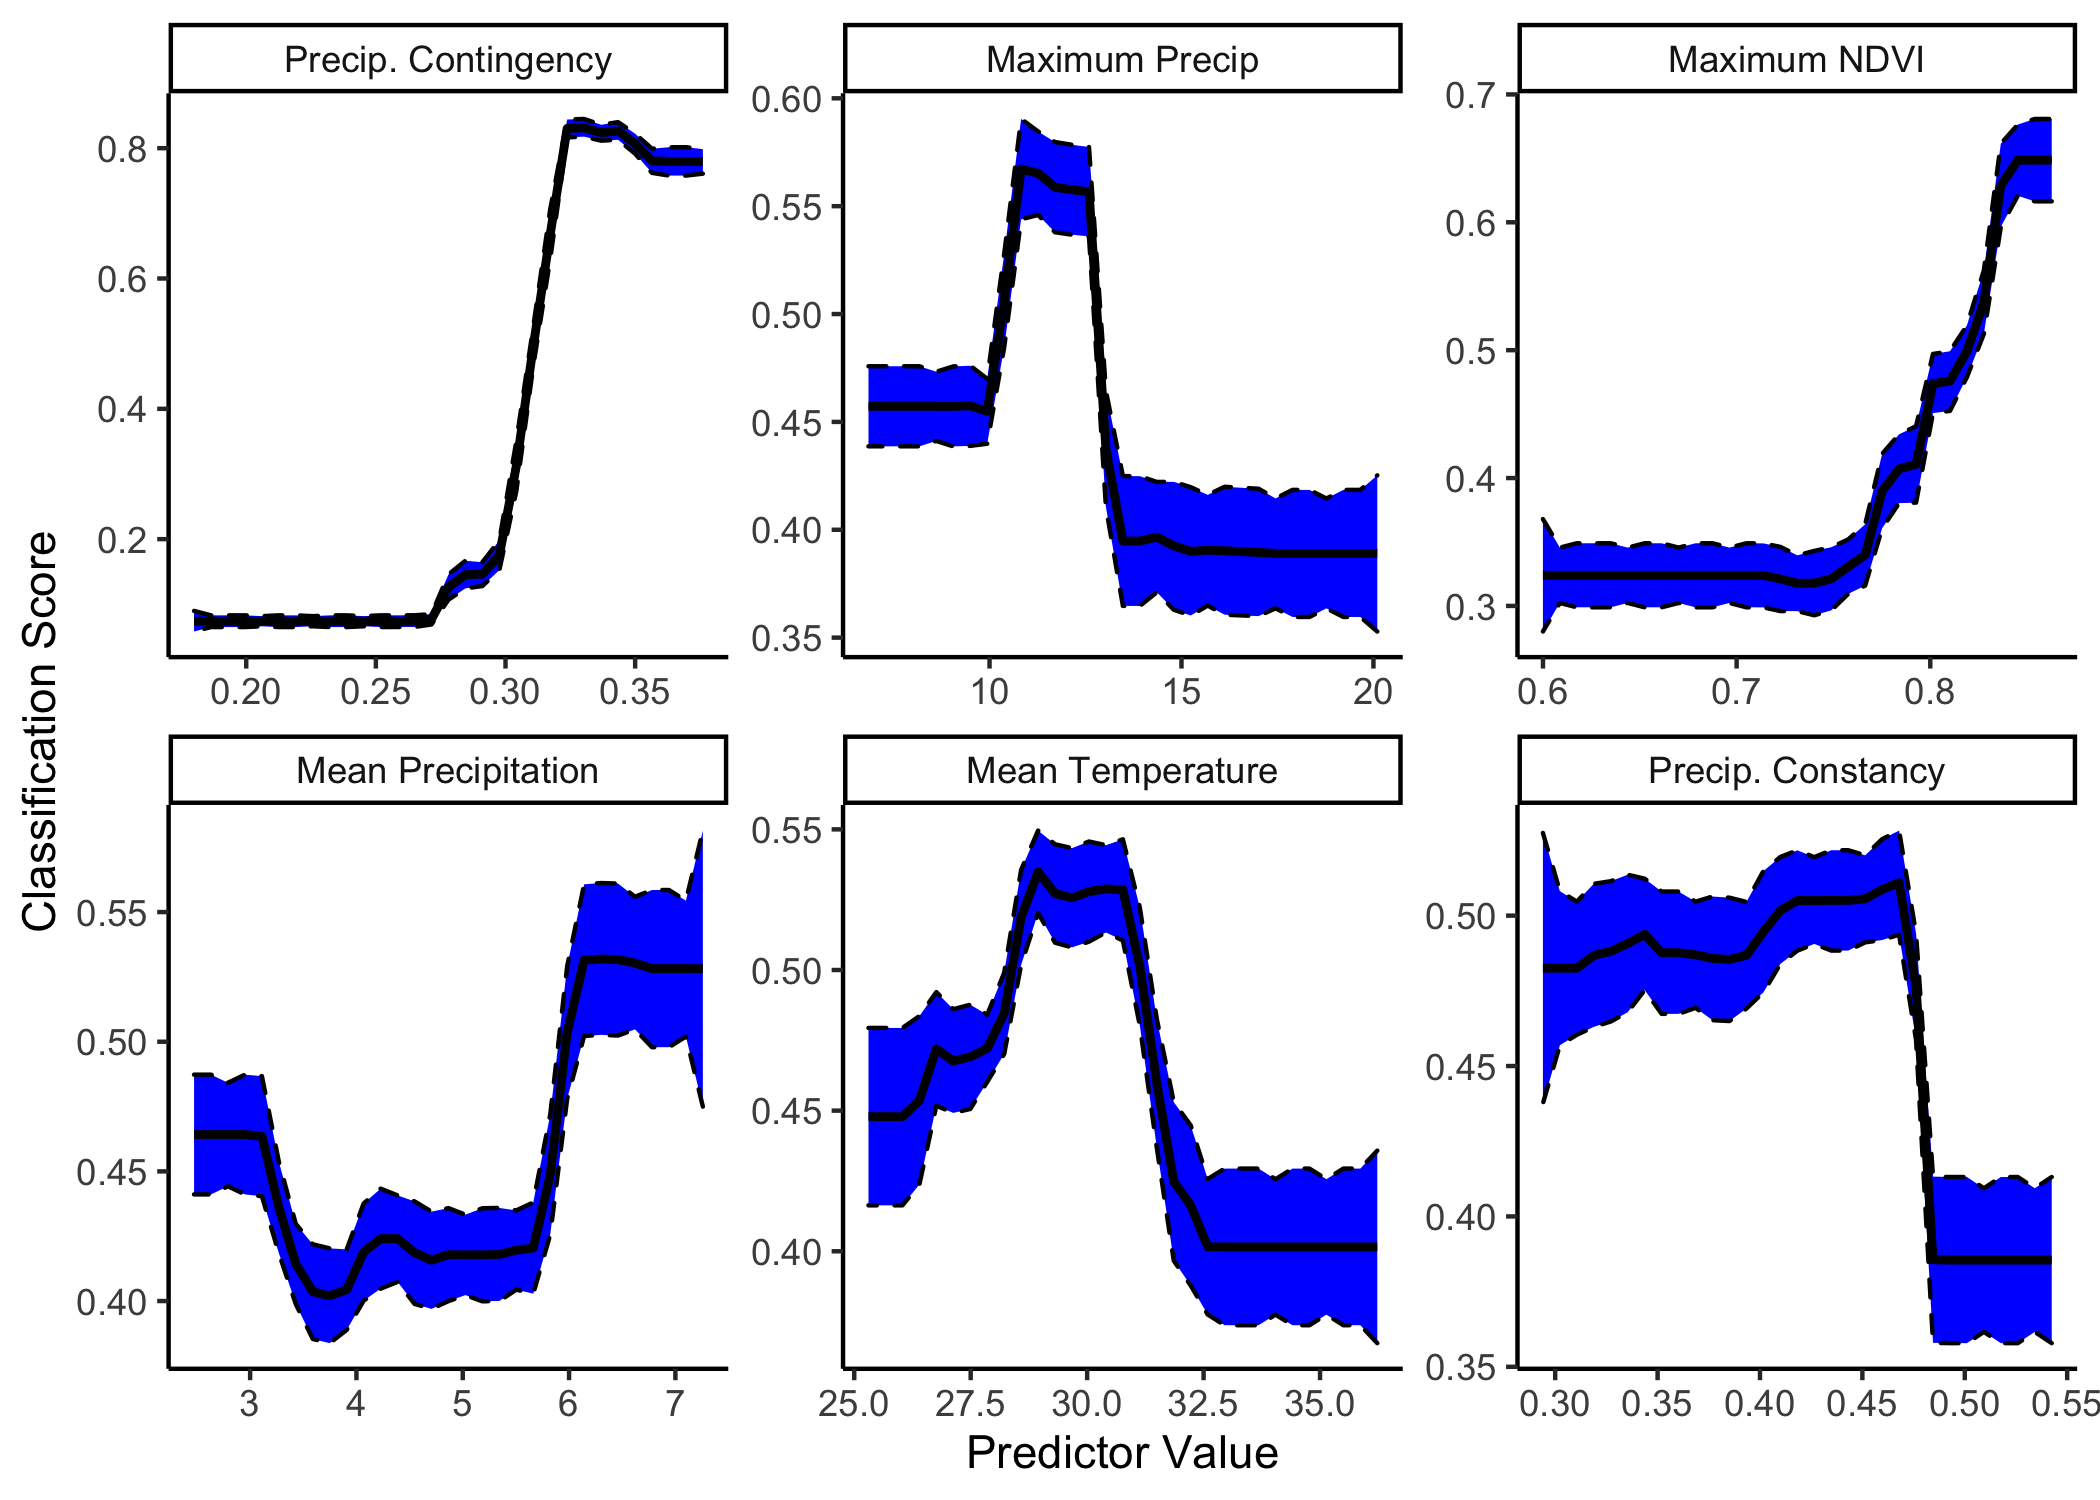 Precip. Contingency
Maximum Precip
Maximum NDVI
0.8
0.6
0.4
0.2
0.20 0.25 0.30 0.35
0.60
0.55
0.50
0.45
0.40
0.35
10 15 20
0.7
0.6
0.5
0.4
0.3
0.6 0.7 0.8
Classification Score
Mean Precipitation
Mean Temperature
Precip. Constancy
0.55
0.50
0.45
0.40
3 4 5 6 7
0.55
0.50
0.45
0.40
25.0 27.5 30.0 32.5 35.0
0.50
0.45
0.40
0.35
0.30 0.35 0.40 0.45 0.50 0.55
Predictor Value